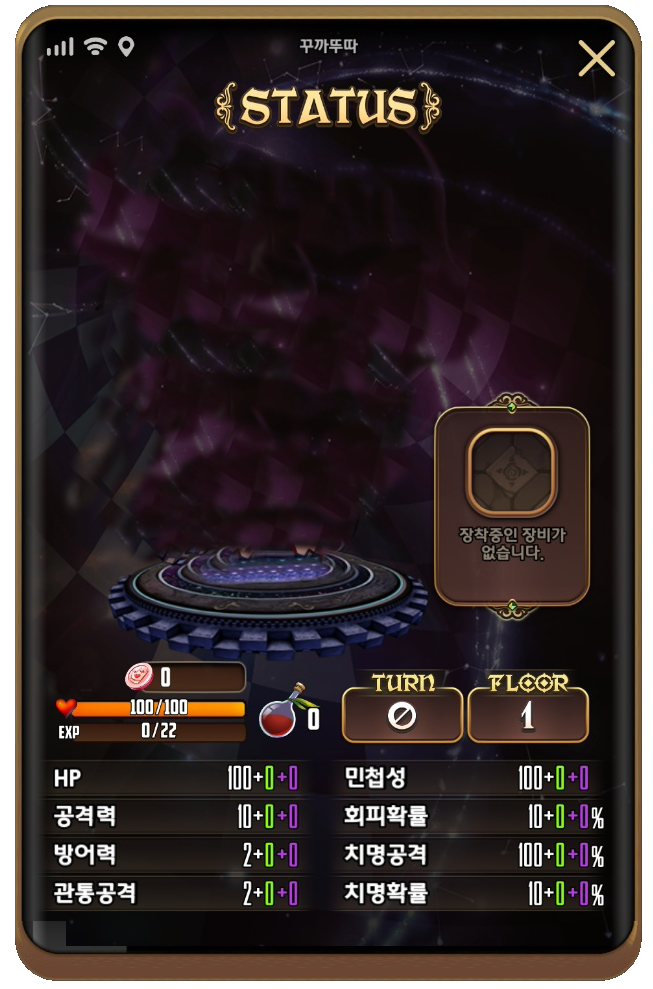 꾸까뚜따
STATUS
장착중인 장비가
없습니다.
0
100/100
EXP 0/22
0
TURN
0
FLOOR
1
HP 100+0+0
민첩성 100+0+0
공격력 10+0+0
회피확률 10+0+0%
방어력 2+0+0
치명공격 100+0+0%
관통공격 2+0+0
치명확률 10+0+0%